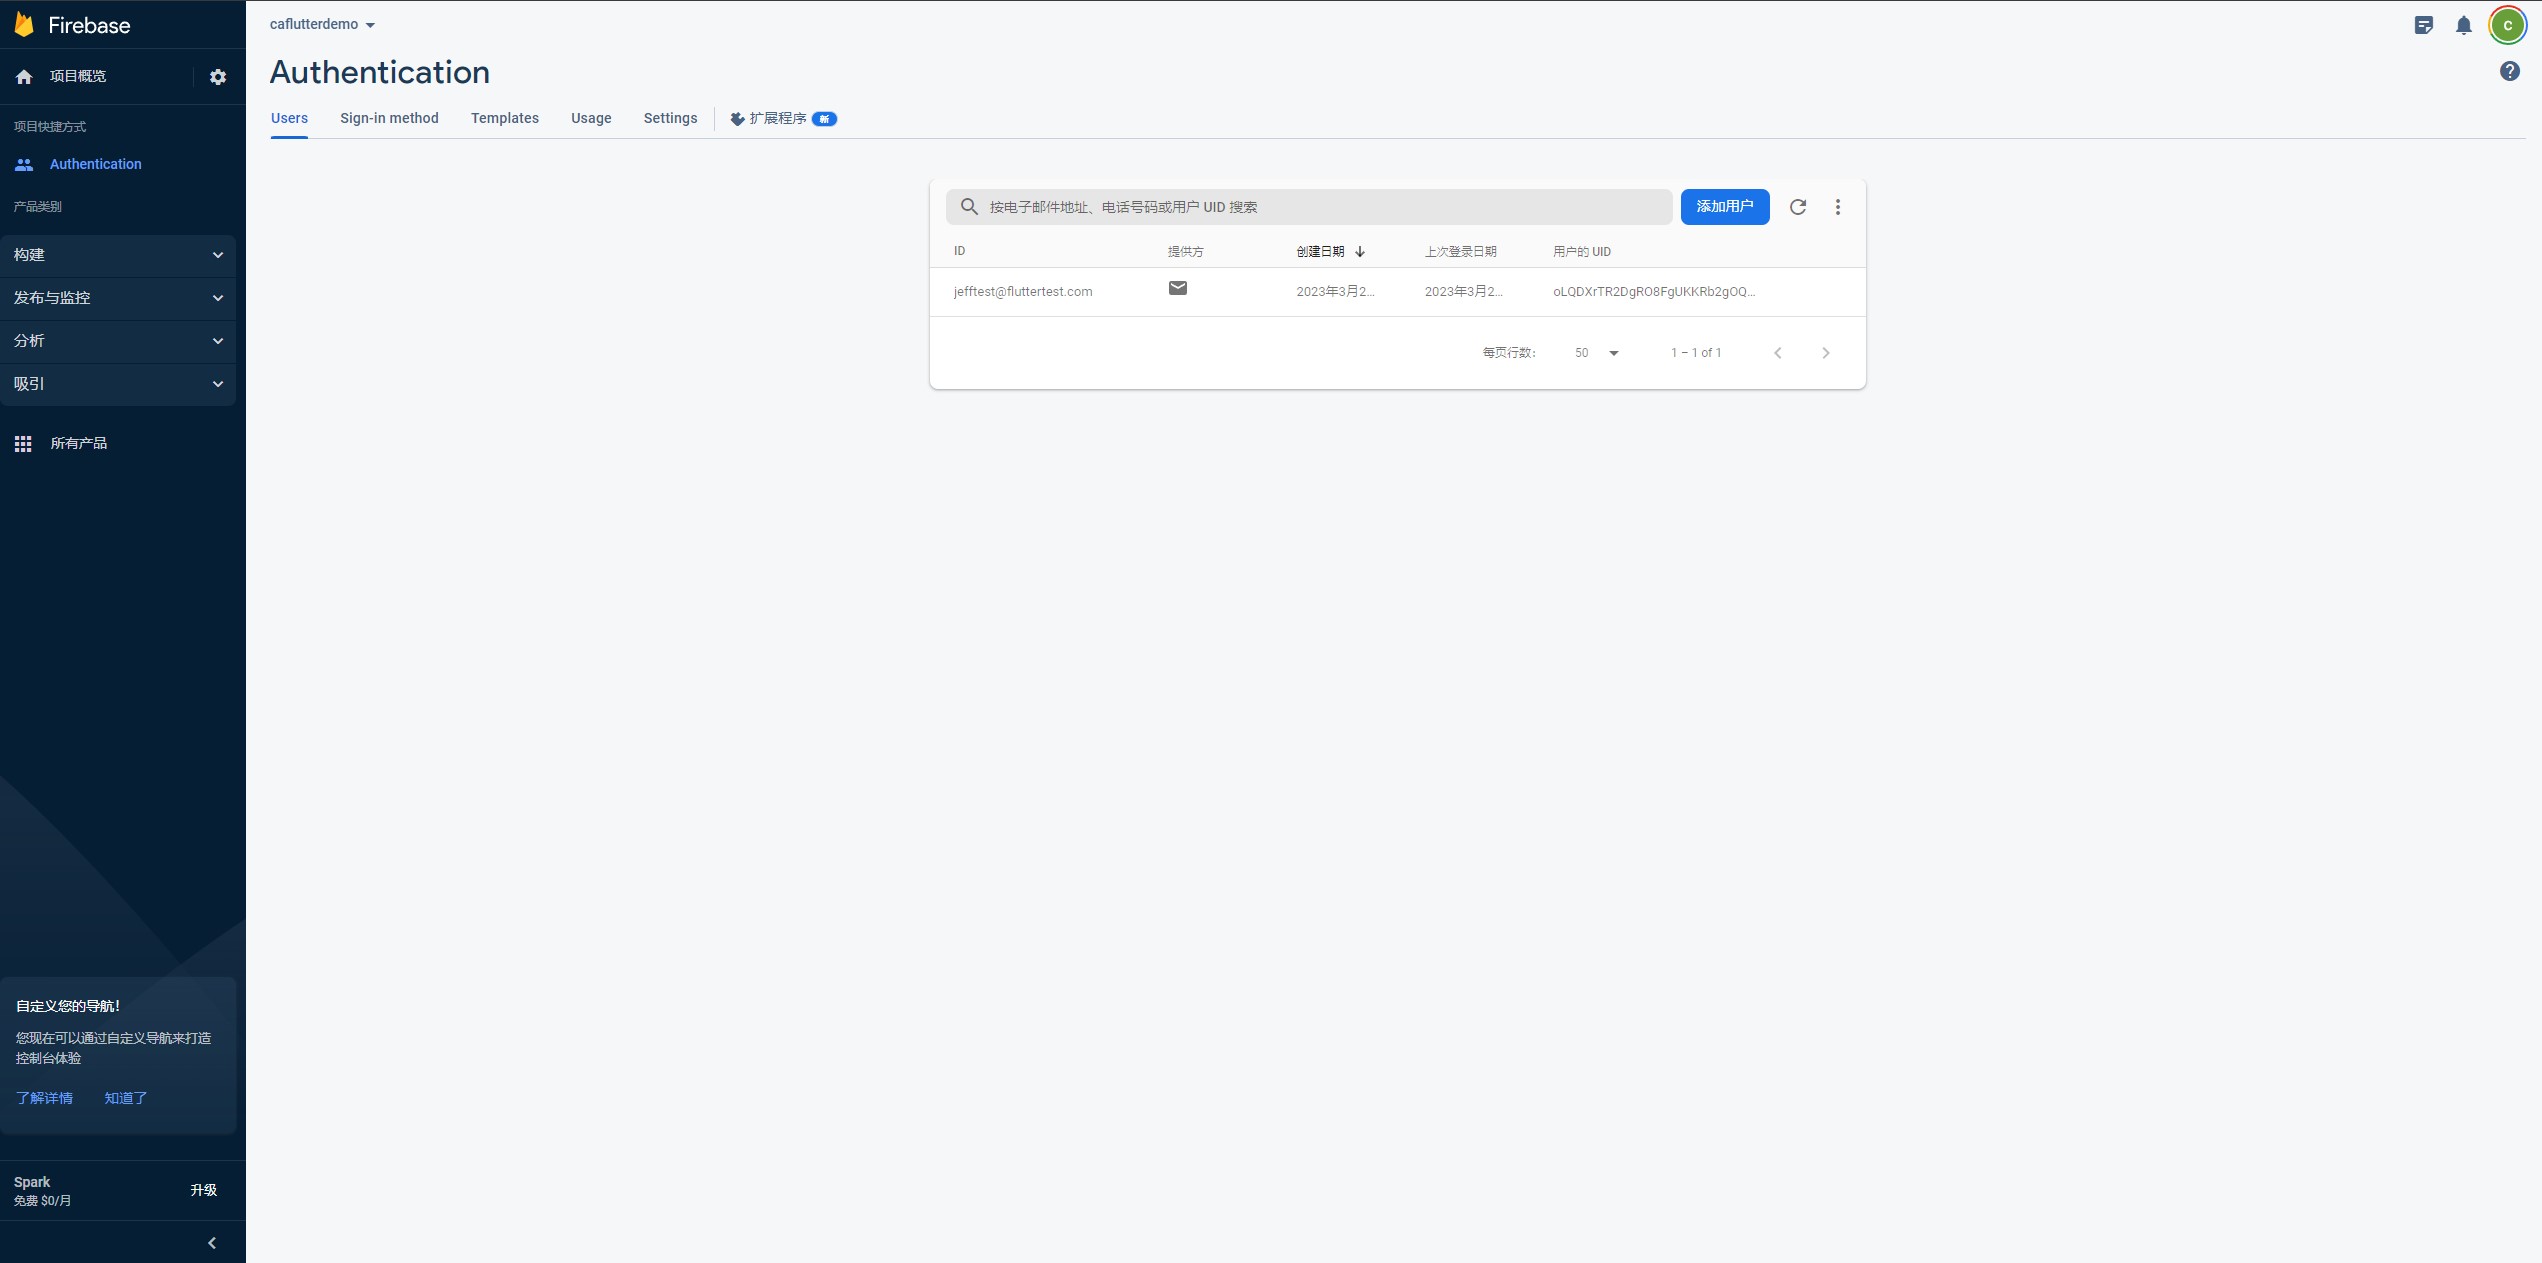 Firebase
项目概览
项目快捷方式
Authentication
产品类别
构建
发布与监控
分析
吸引
所有产品
自定义您的导航！
您现在可以通过自定义导航来打造
控制台体验
了解详情 知道了
Spark
免费 $0/月
升级
caflutterdemo
C
Authentication
Users Sign-in method Templates Usage Settings 扩展程序 新
按电子邮件地址、电话号码或用户 UID 搜索
添加用户
ID 提供方 创建日期 上次登录日期 用户的 UID
jefftest@fluttertest.com 2023年3月2... 2023年3月2... oLQDXrTR2DgRO8FgUKKRb2gOQ...
每页行数： 50 1 – 1 of 1